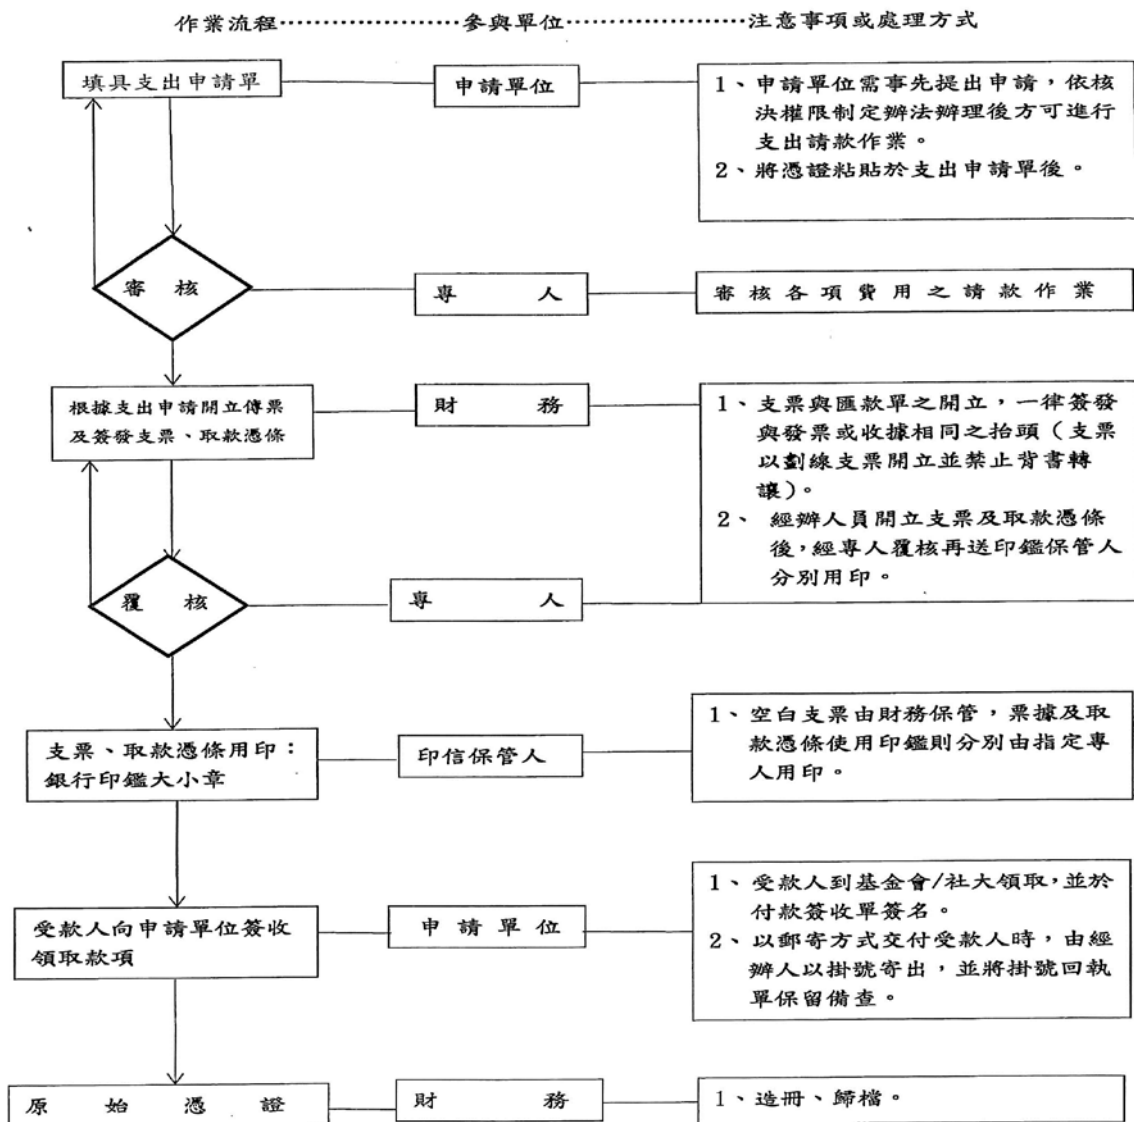 作業流程⋯⋯⋯⋯⋯⋯⋯參與單位⋯⋯⋯⋯⋯⋯⋯注意事項或處理方式
填具支出申請單
申請單位
1、申請單位需事先提出申請，依核
決權限制定辦法辦理後方可進行
支出請款作業。
2、將憑證粘貼於支出申請單後。
審核
專人
審核各項費用之請款作業
根據支出申請開立傳票
及簽發支票、取款憑條
財務
1、支票與匯款單之開立，一律簽發
與發票或收據相同之抬頭（支票
以劃線支票開立並禁止背書轉
讓）。
2、 經辦人員開立支票及取款憑條
後，經專人覆核再送印鑑保管人
分別用印。
覆核
專人
支票、取款憑條用印：
銀行印鑑大小章
印信保管人
1、空白支票由財務保管，票據及取
款憑條使用印鑑則分別由指定專
人用印。
受款人向申請單位簽收
領取款項
申請單位
1、受款人到基金會/社大領取，並於
付款簽收單簽名。
2、以郵寄方式交付受款人時，由經
辦人以掛號寄出，並將掛號回執
單保留備查。
原始憑證
財務
1、造冊、歸檔。